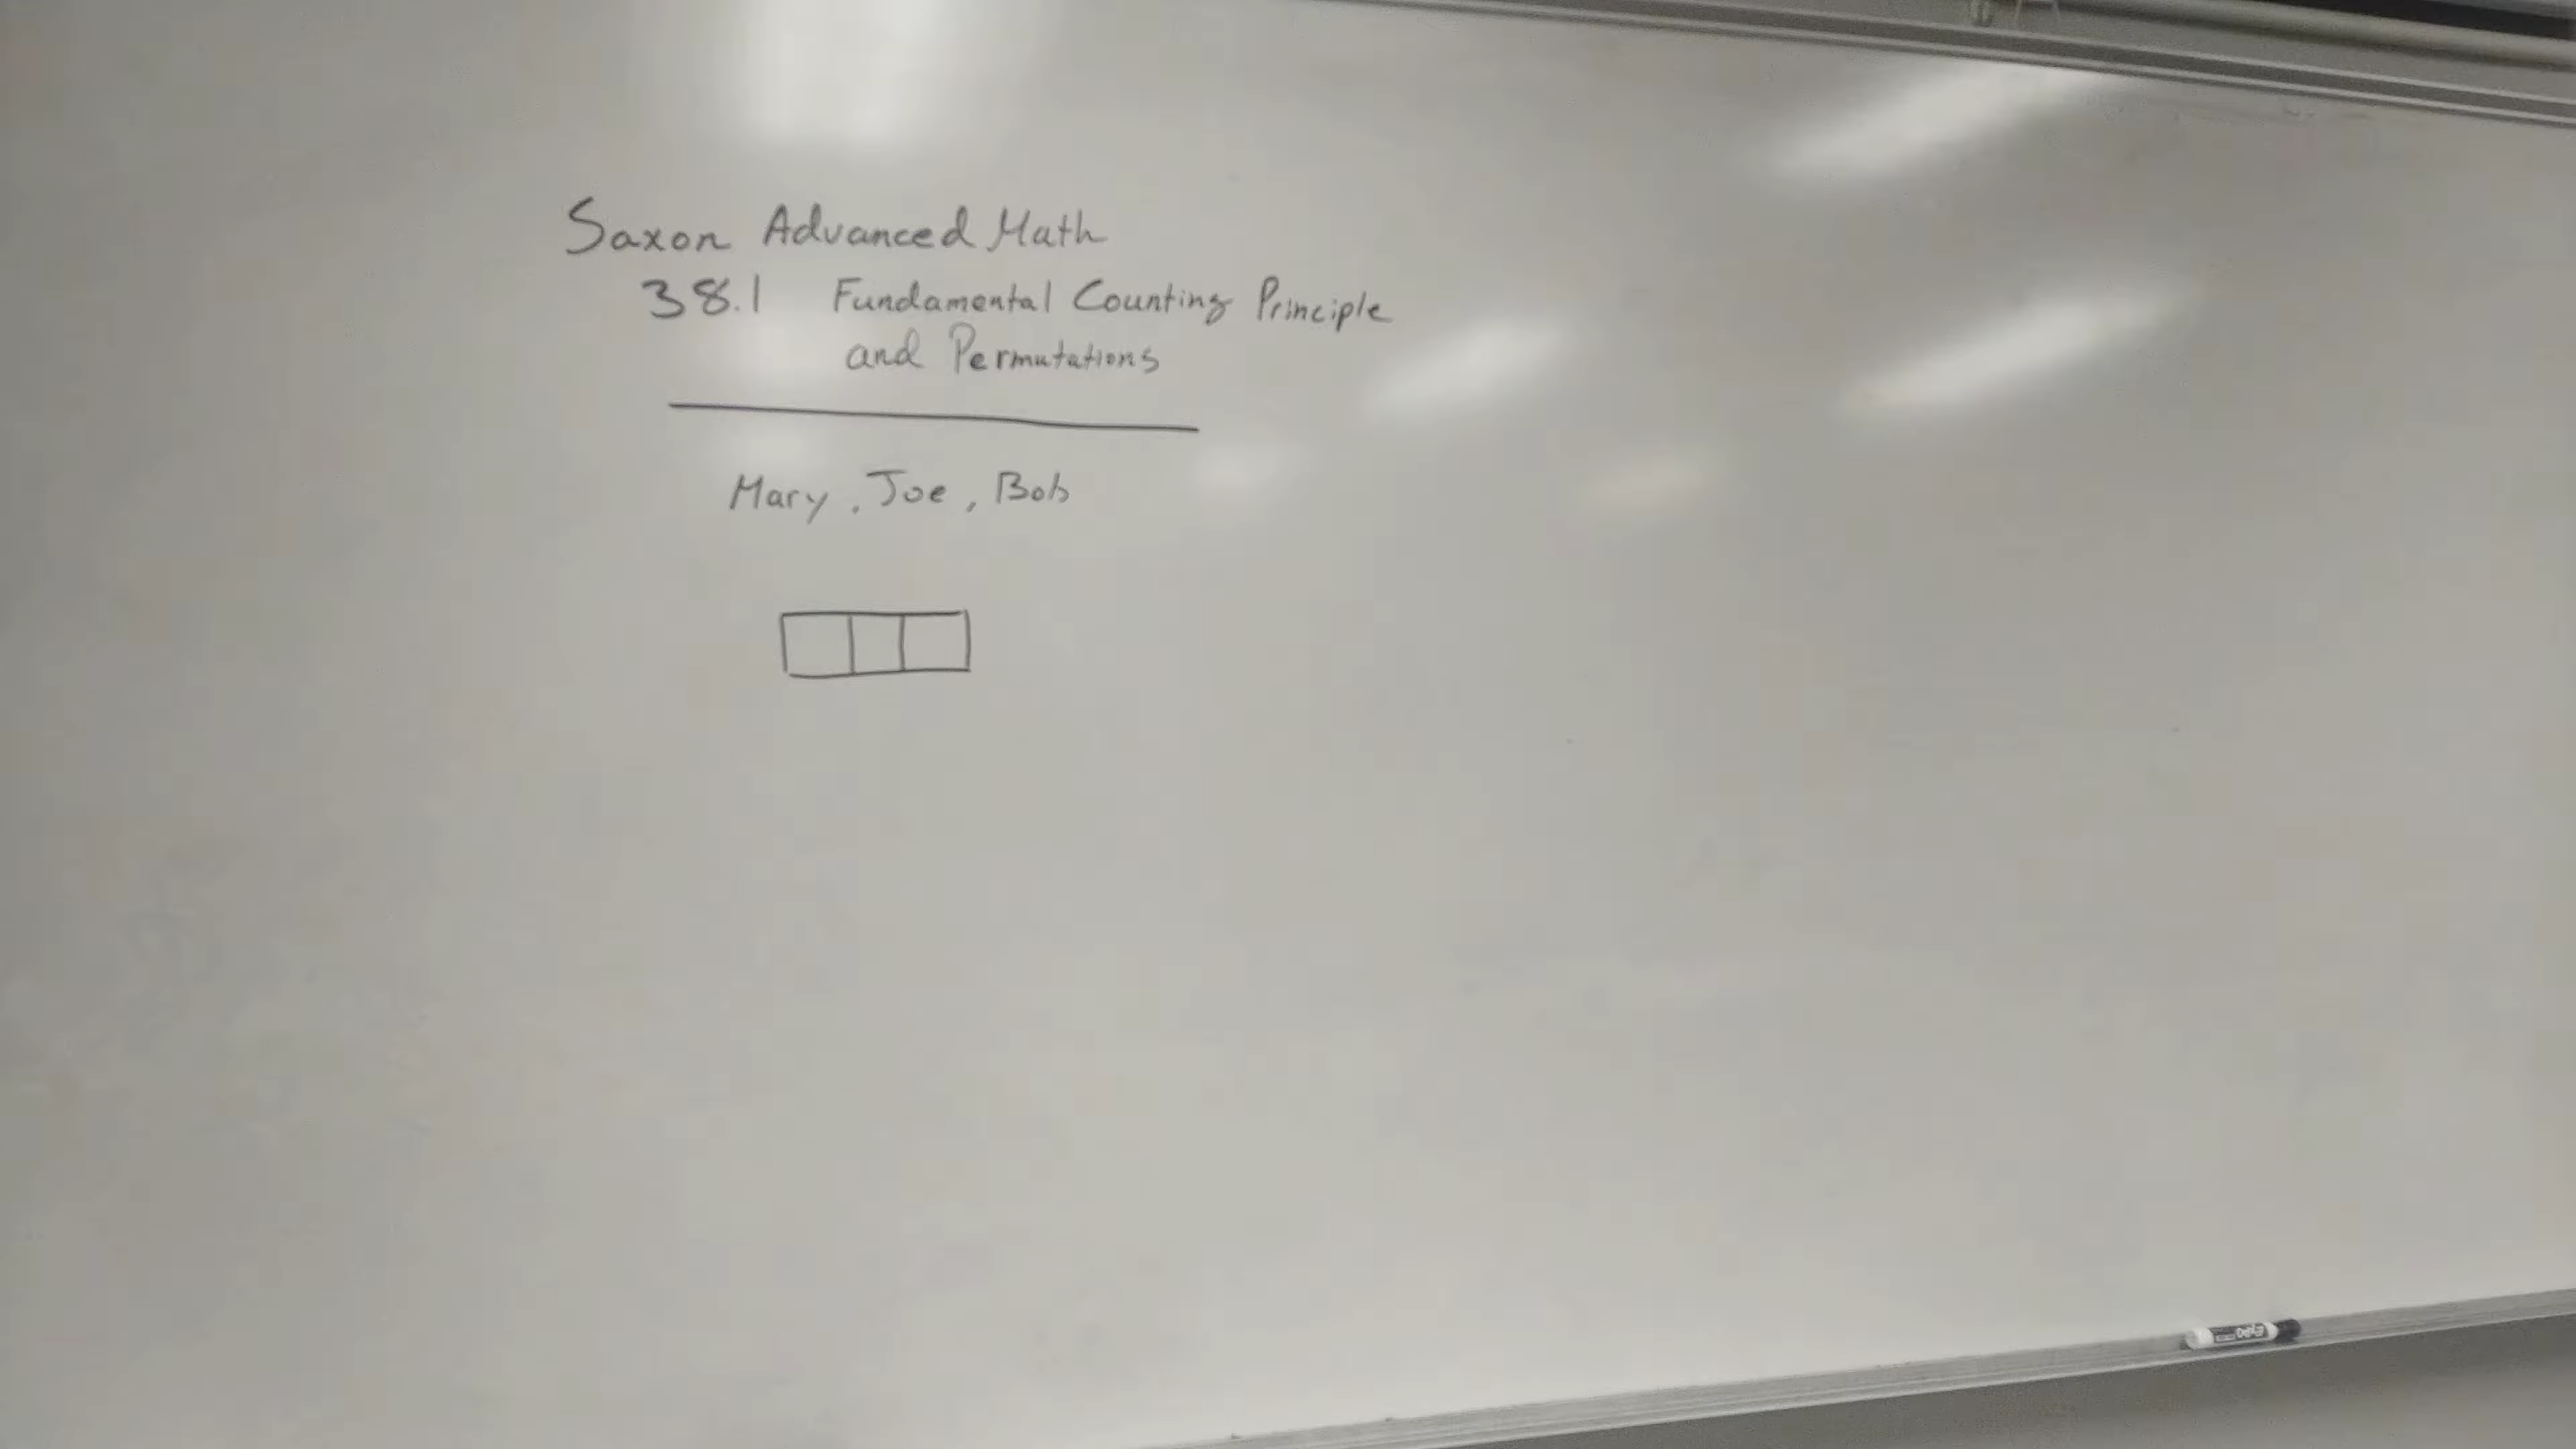 Saxon Advanced Math
38.1 Fundamental Counting Principle
and Permutations
Mary, Joe, Bob